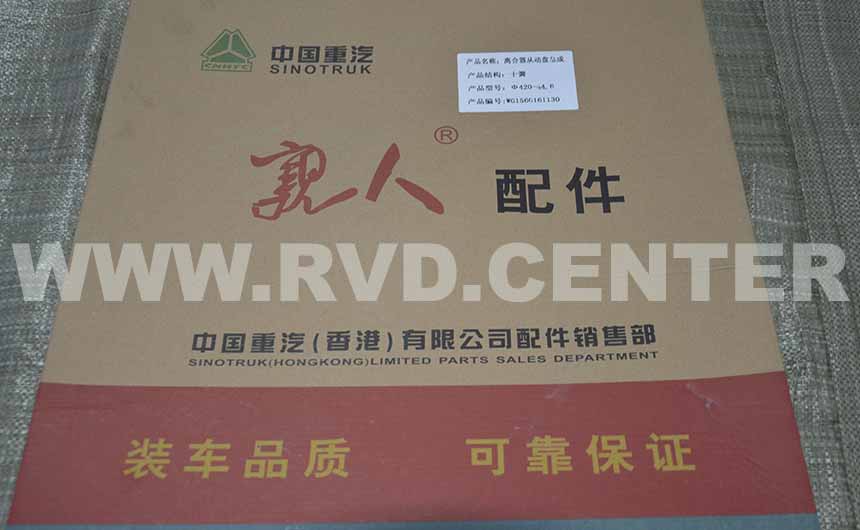 CNHTC
中国重汽
SINOTRUK
产品名称：离合器从动盘总成
产品结构：十簧
产品型号：Φ420-φ4.6
产品编号：WG1560161130
®
亲人 配件
WWW.RVD.CENTER
中国重汽(香港)有限公司配件销售部
SINOTRUK(HONGKONG)LIMITED PARTS SALES DEPARTMENT
装车品质 可靠保证